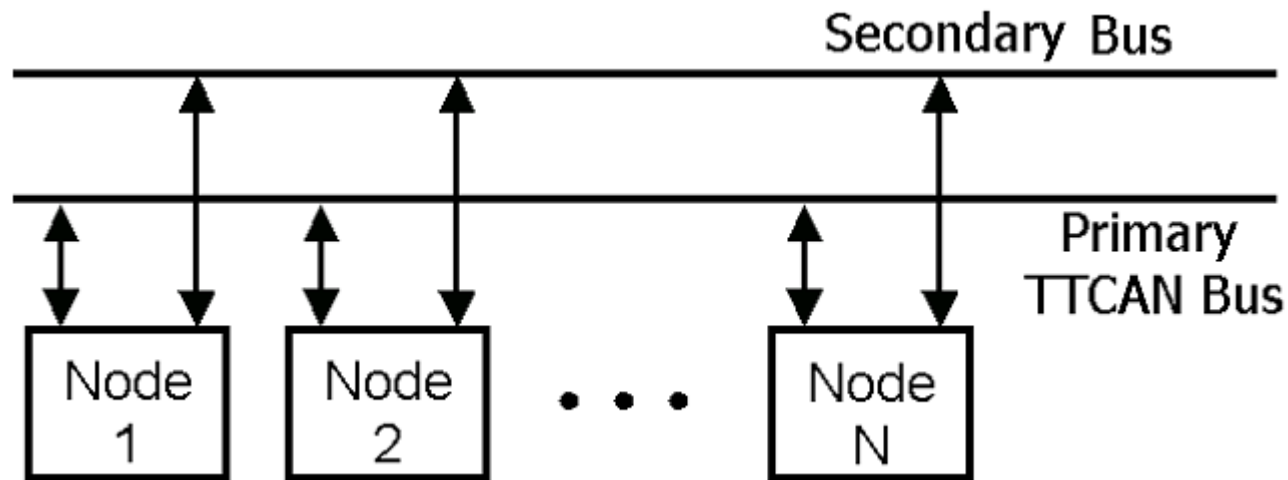 Secondary Bus
Primary
TTCAN Bus
Node
1
Node
2
Node
N